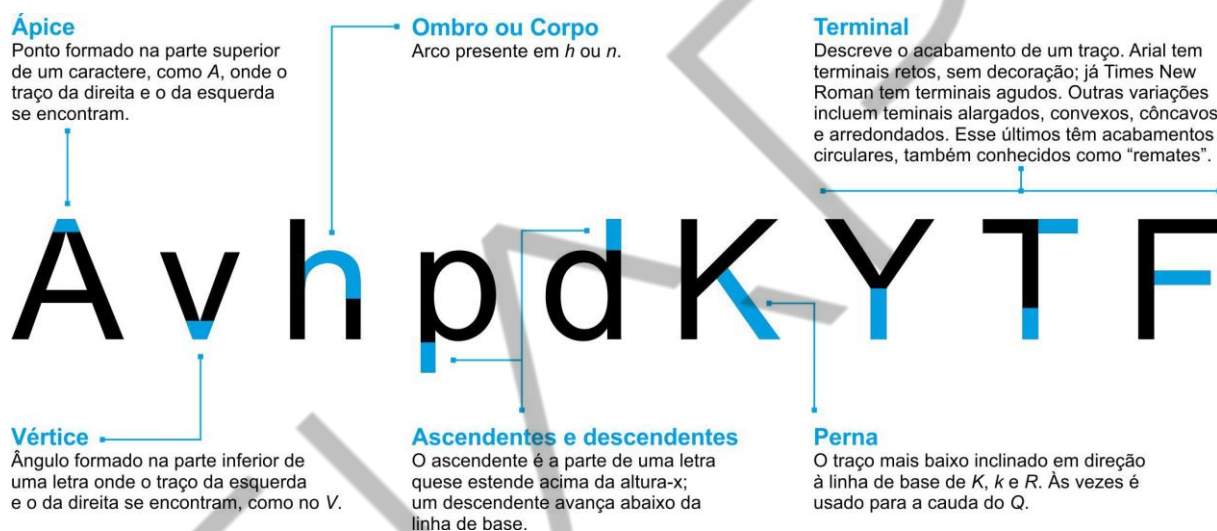 Ápice
Ponto formado na parte superior
de um caractere, como A, onde o
traço da direita e o da esquerda
se encontram.
Ombro ou Corpo
Arco presente em h ou n.
Terminal
Descreve o acabamento de um traço. Arial tem
terminais retos, sem decoração; já Times New
Roman tem terminais agudos. Outras variações
incluem teminais alargados, convexos, côncavos
e arredondados. Esse últimos têm acabamentos
circulares, também conhecidos como “remates”.
A v h p d K Y T F
Vértice
Ângulo formado na parte inferior de
uma letra onde o traço da esquerda
e o da direita se encontram, como no V.
Ascendentes e descendentes
O ascendente é a parte de uma letra
quese estende acima da altura-x;
um descendente avança abaixo da
linha de base.
Perna
O traço mais baixo inclinado em direção
à linha de base de K, k e R. Às vezes é
usado para a cauda do Q.